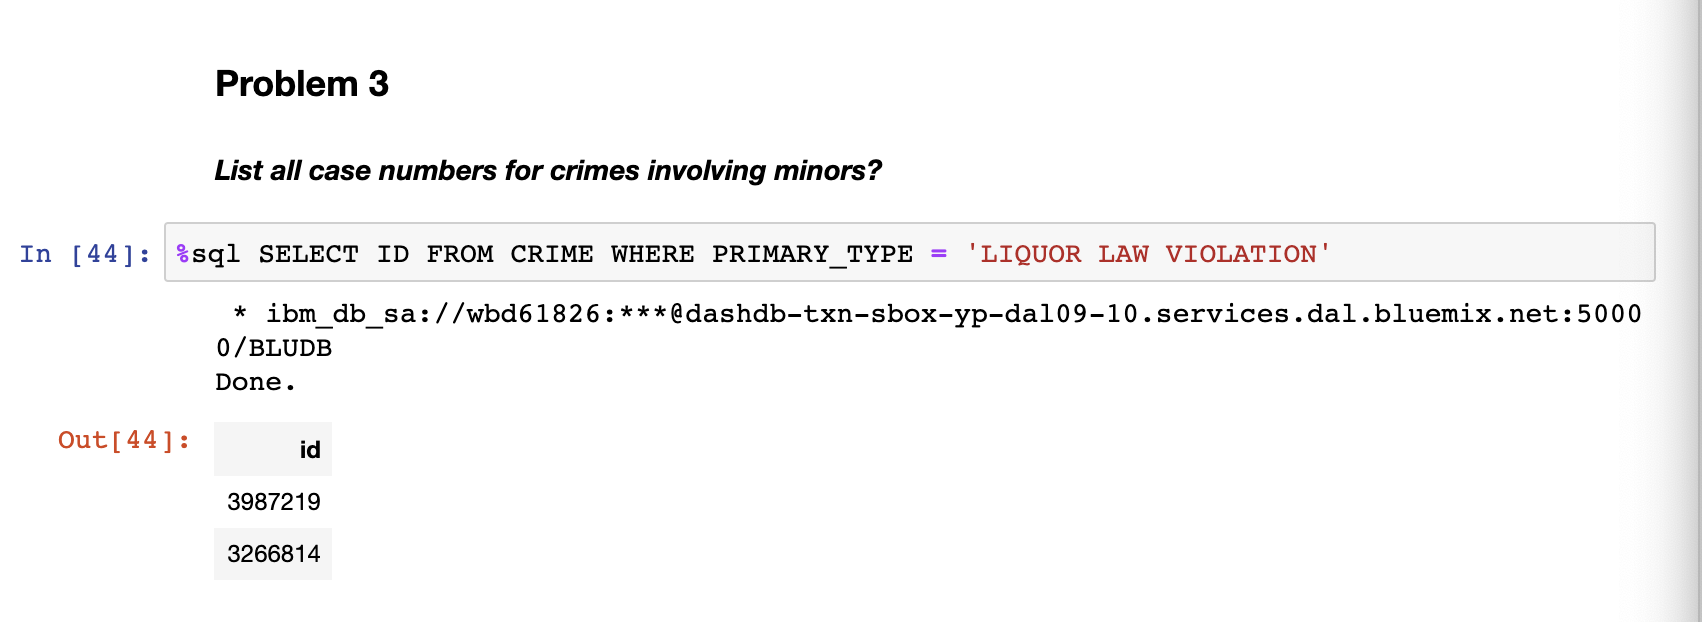 Problem 3
List all case numbers for crimes involving minors?
In [44]: %sql SELECT ID FROM CRIME WHERE PRIMARY_TYPE = 'LIQUOR LAW VIOLATION'
* ibm_db_sa://wbd61826:***@dashdb-txn-sbox-yp-dal09-10.services.dal.bluemix.net:5000
0/BLUDB
Done.
Out[44]:
id
3987219
3266814